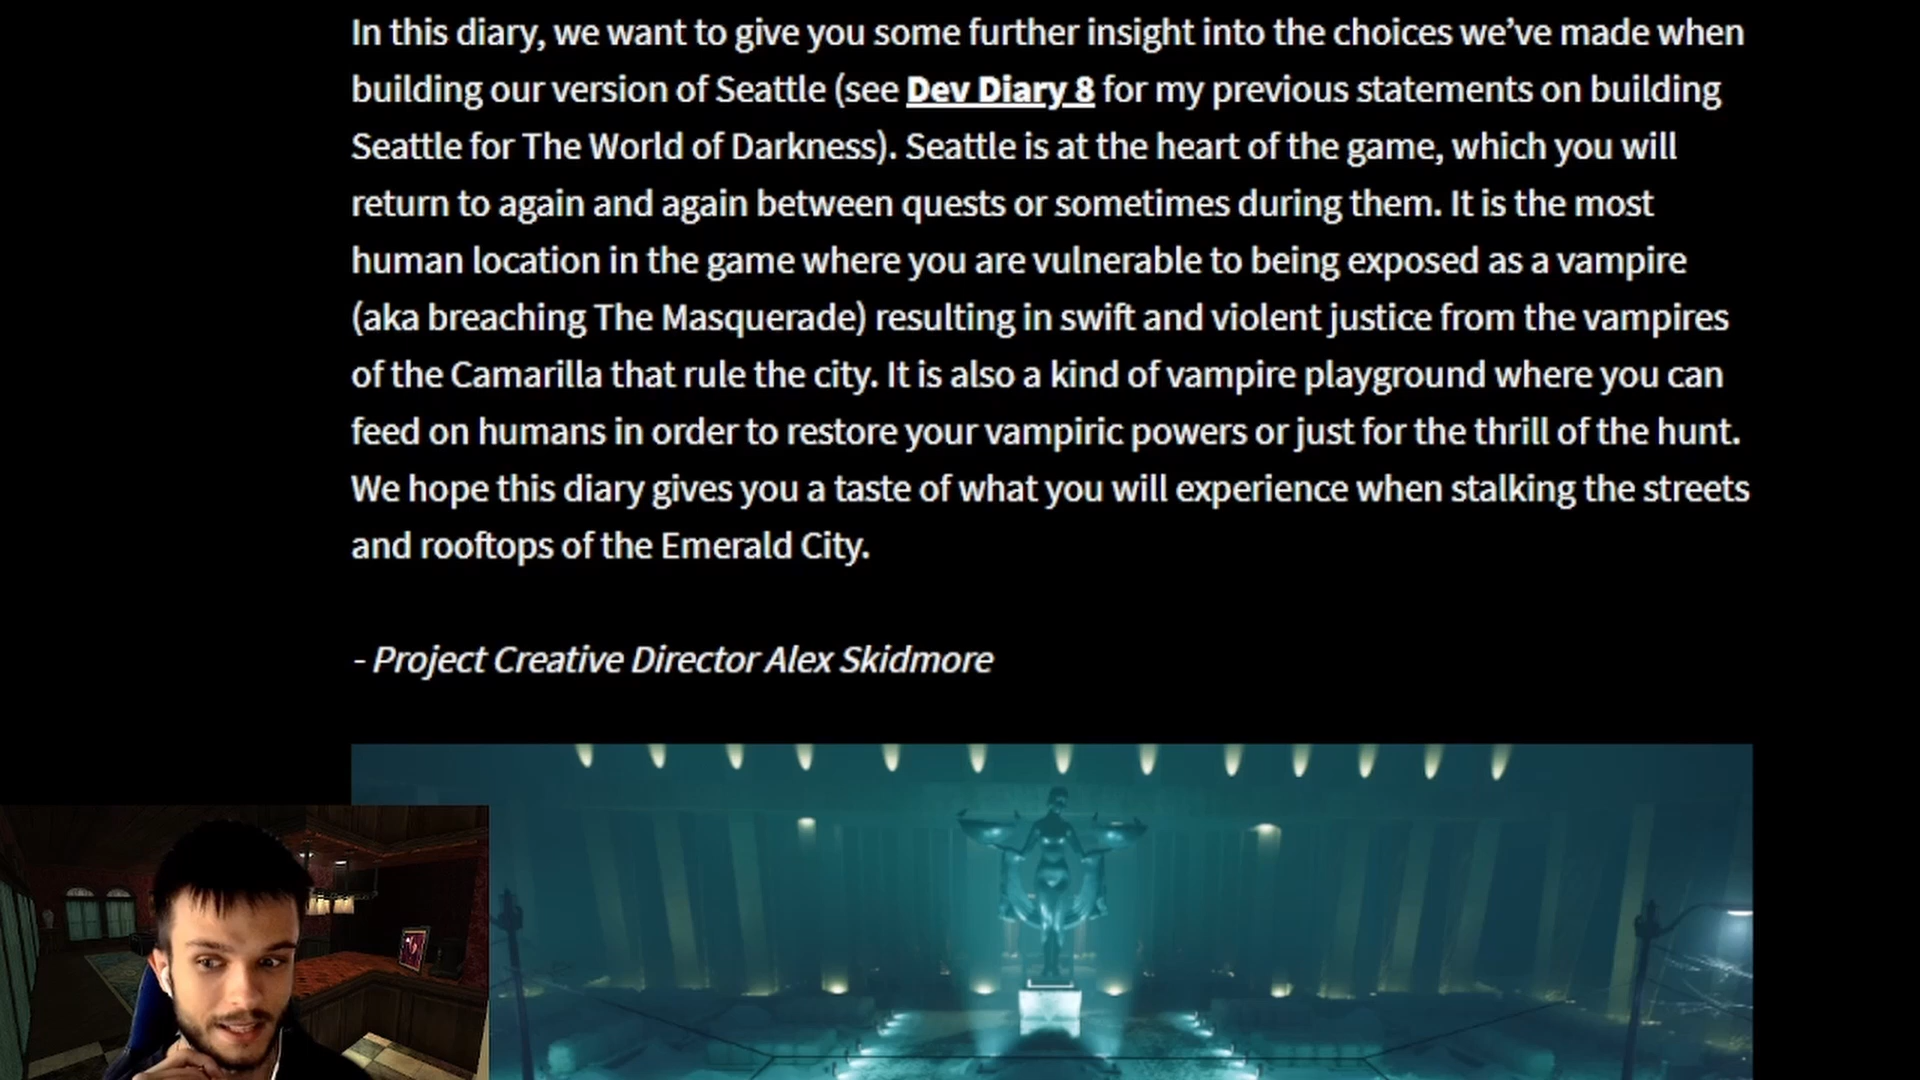 In this diary, we want to give you some further insight into the choices we’ve made when
building our version of Seattle (see Dev Diary 8 for my previous statements on building
Seattle for The World of Darkness). Seattle is at the heart of the game, which you will
return to again and again between quests or sometimes during them. It is the most
human location in the game where you are vulnerable to being exposed as a vampire
(aka breaching The Masquerade) resulting in swift and violent justice from the vampires
of the Camarilla that rule the city. It is also a kind of vampire playground where you can
feed on humans in order to restore your vampiric powers or just for the thrill of the hunt.
We hope this diary gives you a taste of what you will experience when stalking the streets
and rooftops of the Emerald City.
- Project Creative Director Alex Skidmore